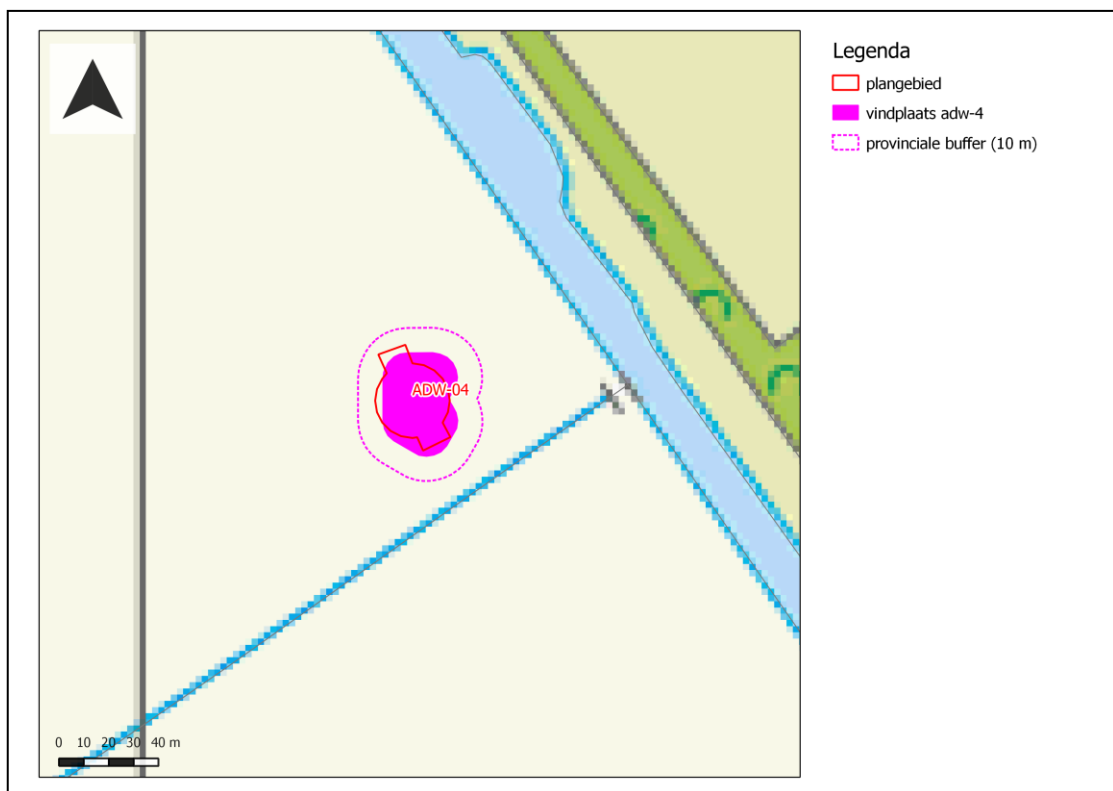 Legenda
plangebied
vindplaats adw-4
provinciale buffer (10 m)
ADW-04
0 10 20 30 40 m